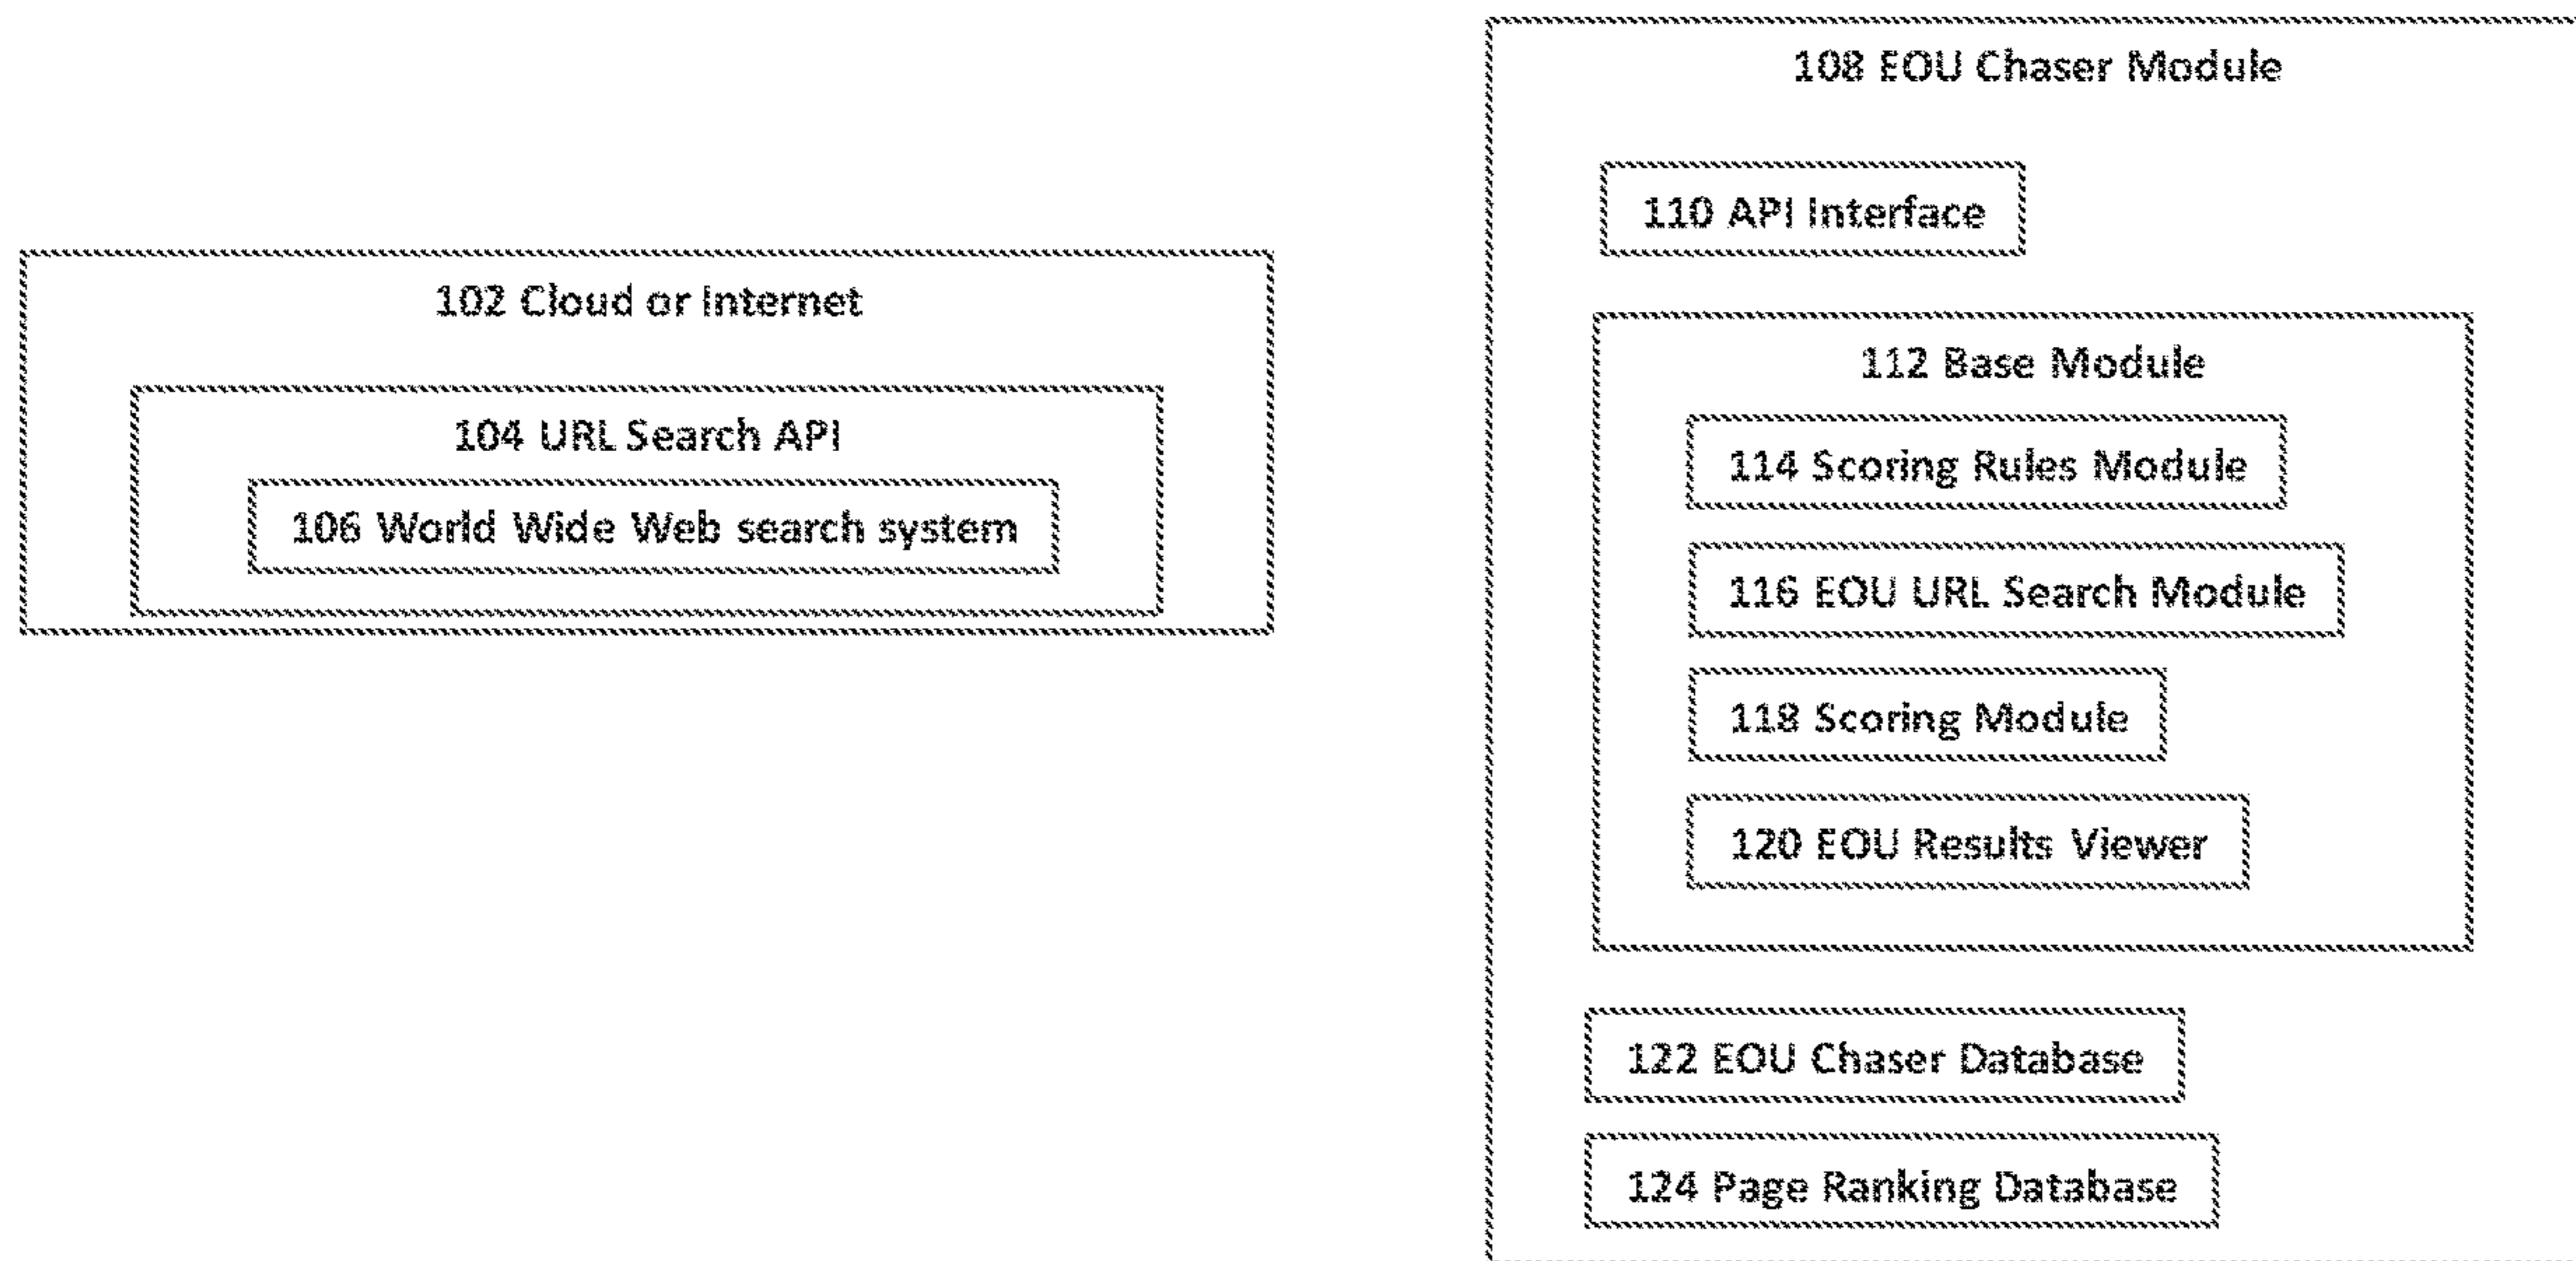 102 Cloud or Internet
104 URL Search API
106 World Wide Web search system
108 EOU Chaser Module
110 API Interface
112 Base Module
114 Scoring Rules Module
116 EOU URL Search Module
118 Scoring Module
120 EOU Results Viewer
122 EOU Chaser Database
124 Page Ranking Database